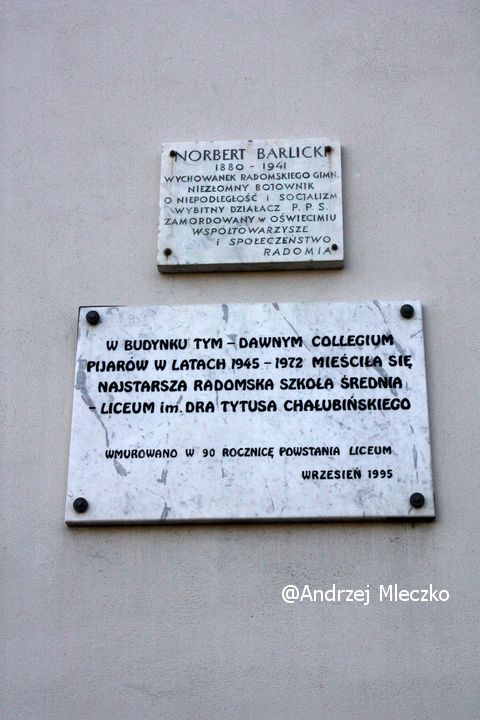 NORBERT BARLICKI
1880 - 1941
WYCHOWANEK RADOMSKIEGO GIMN.
NIEZŁOMNY BOJOWNIK
O NIEPODLEGŁOŚĆ I SOCJALIZM
WYBITNY DZIAŁACZ P.P.S.
ZAMORDOWANY W OŚWIECIMIU
WSPÓŁTOWARZYSZE
I SPOŁECZEŃSTWO
RADOMIA
W BUDYNKU TYM – DAWNYM COLLEGIUM
PIJARÓW W LATACH 1945 – 1972 MIEŚCIŁA SIĘ
NAJSTARSZA RADOMSKA SZKOŁA ŚREDNIA
- LICEUM im. DRA TYTUSA CHAŁUBIŃSKIEGO
WMUROWANO W 90 ROCZNICĘ POWSTANIA LICEUM
WRZESIEŃ 1995
@Andrzej Mleczko